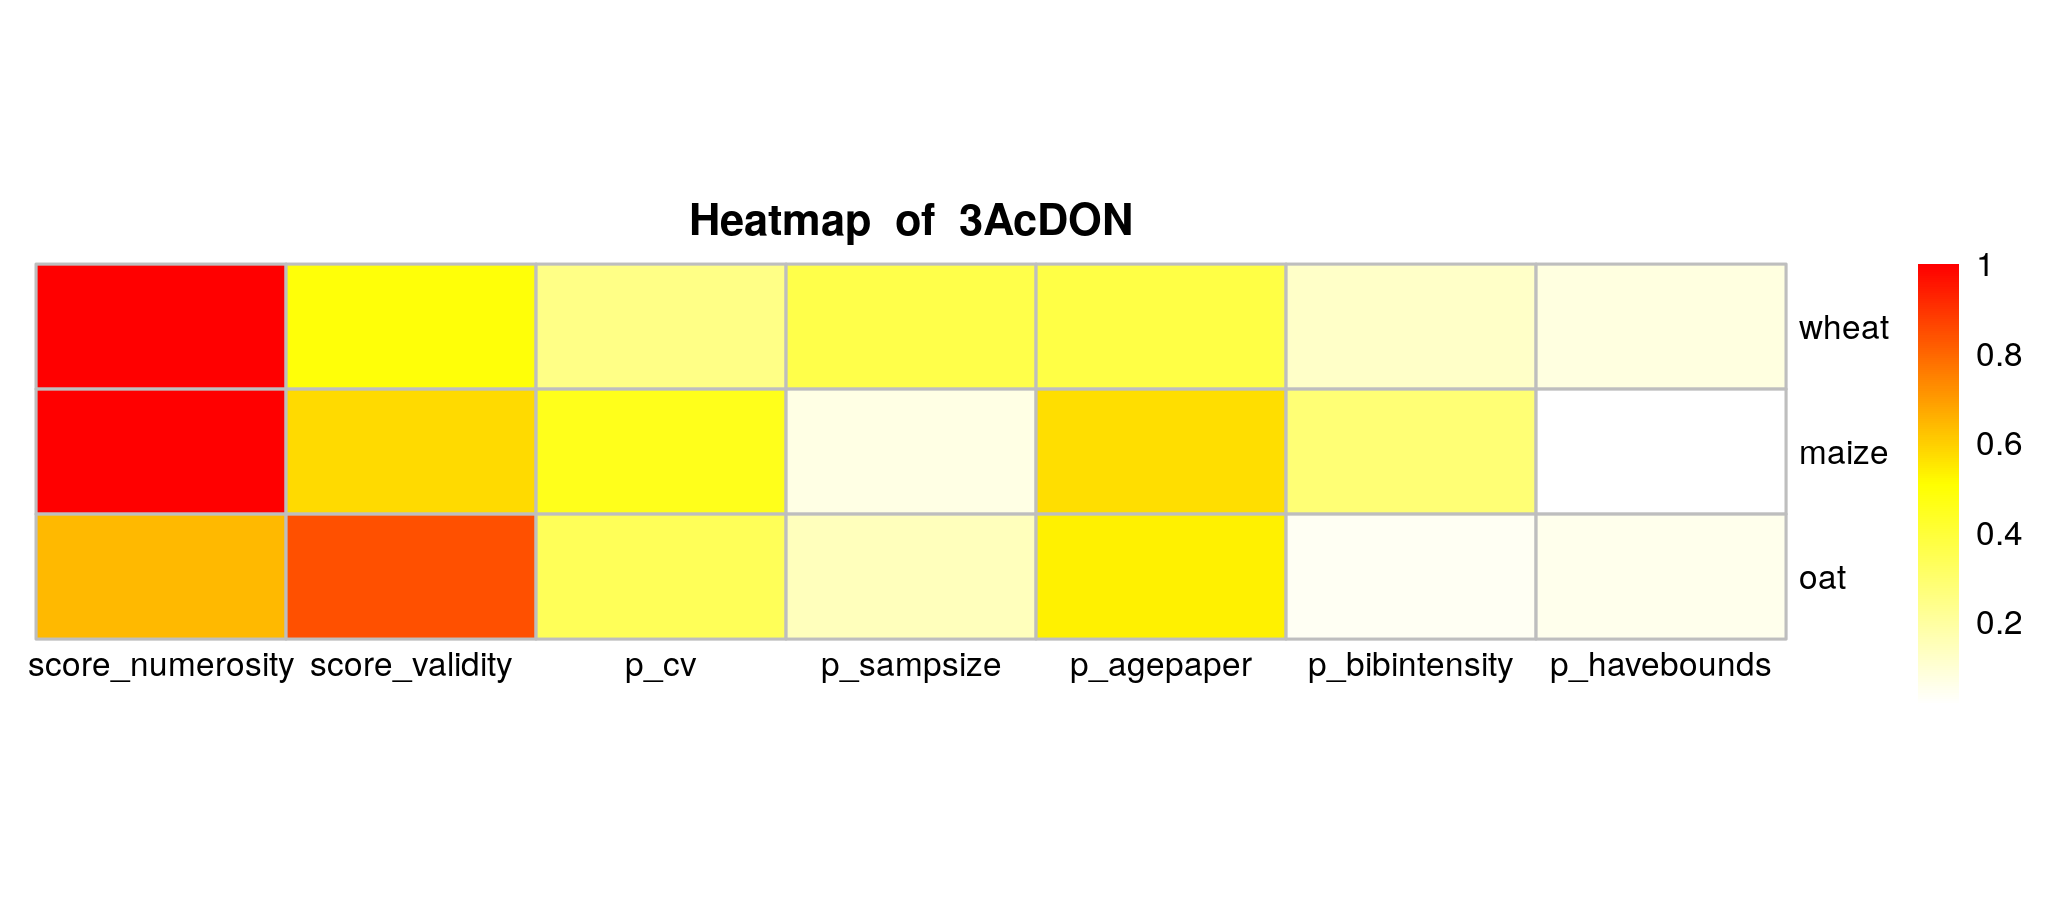 Heatmap of 3AcDON
1
wheat
0.8
0.6
maize
0.4
oat
0.2
score_numerosity score_validity p_cv p_sampsize p_agepaper p_bibintensity p_havebounds